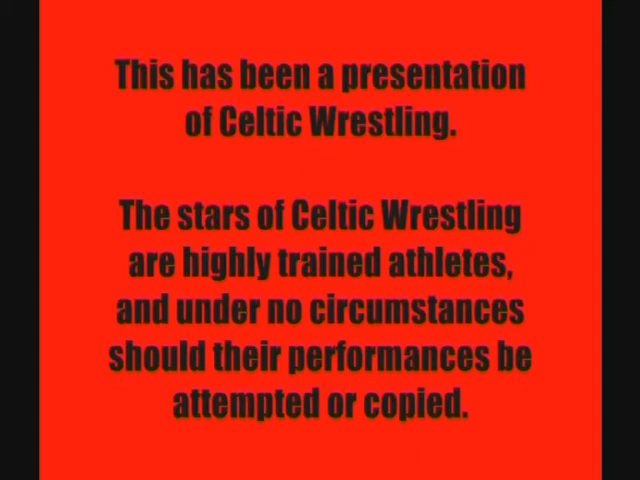 This has been a presentation
of Celtic Wrestling.
The stars of Celtic Wrestling
are highly trained athletes,
and under no circumstances
should their performances be
attempted or copied.